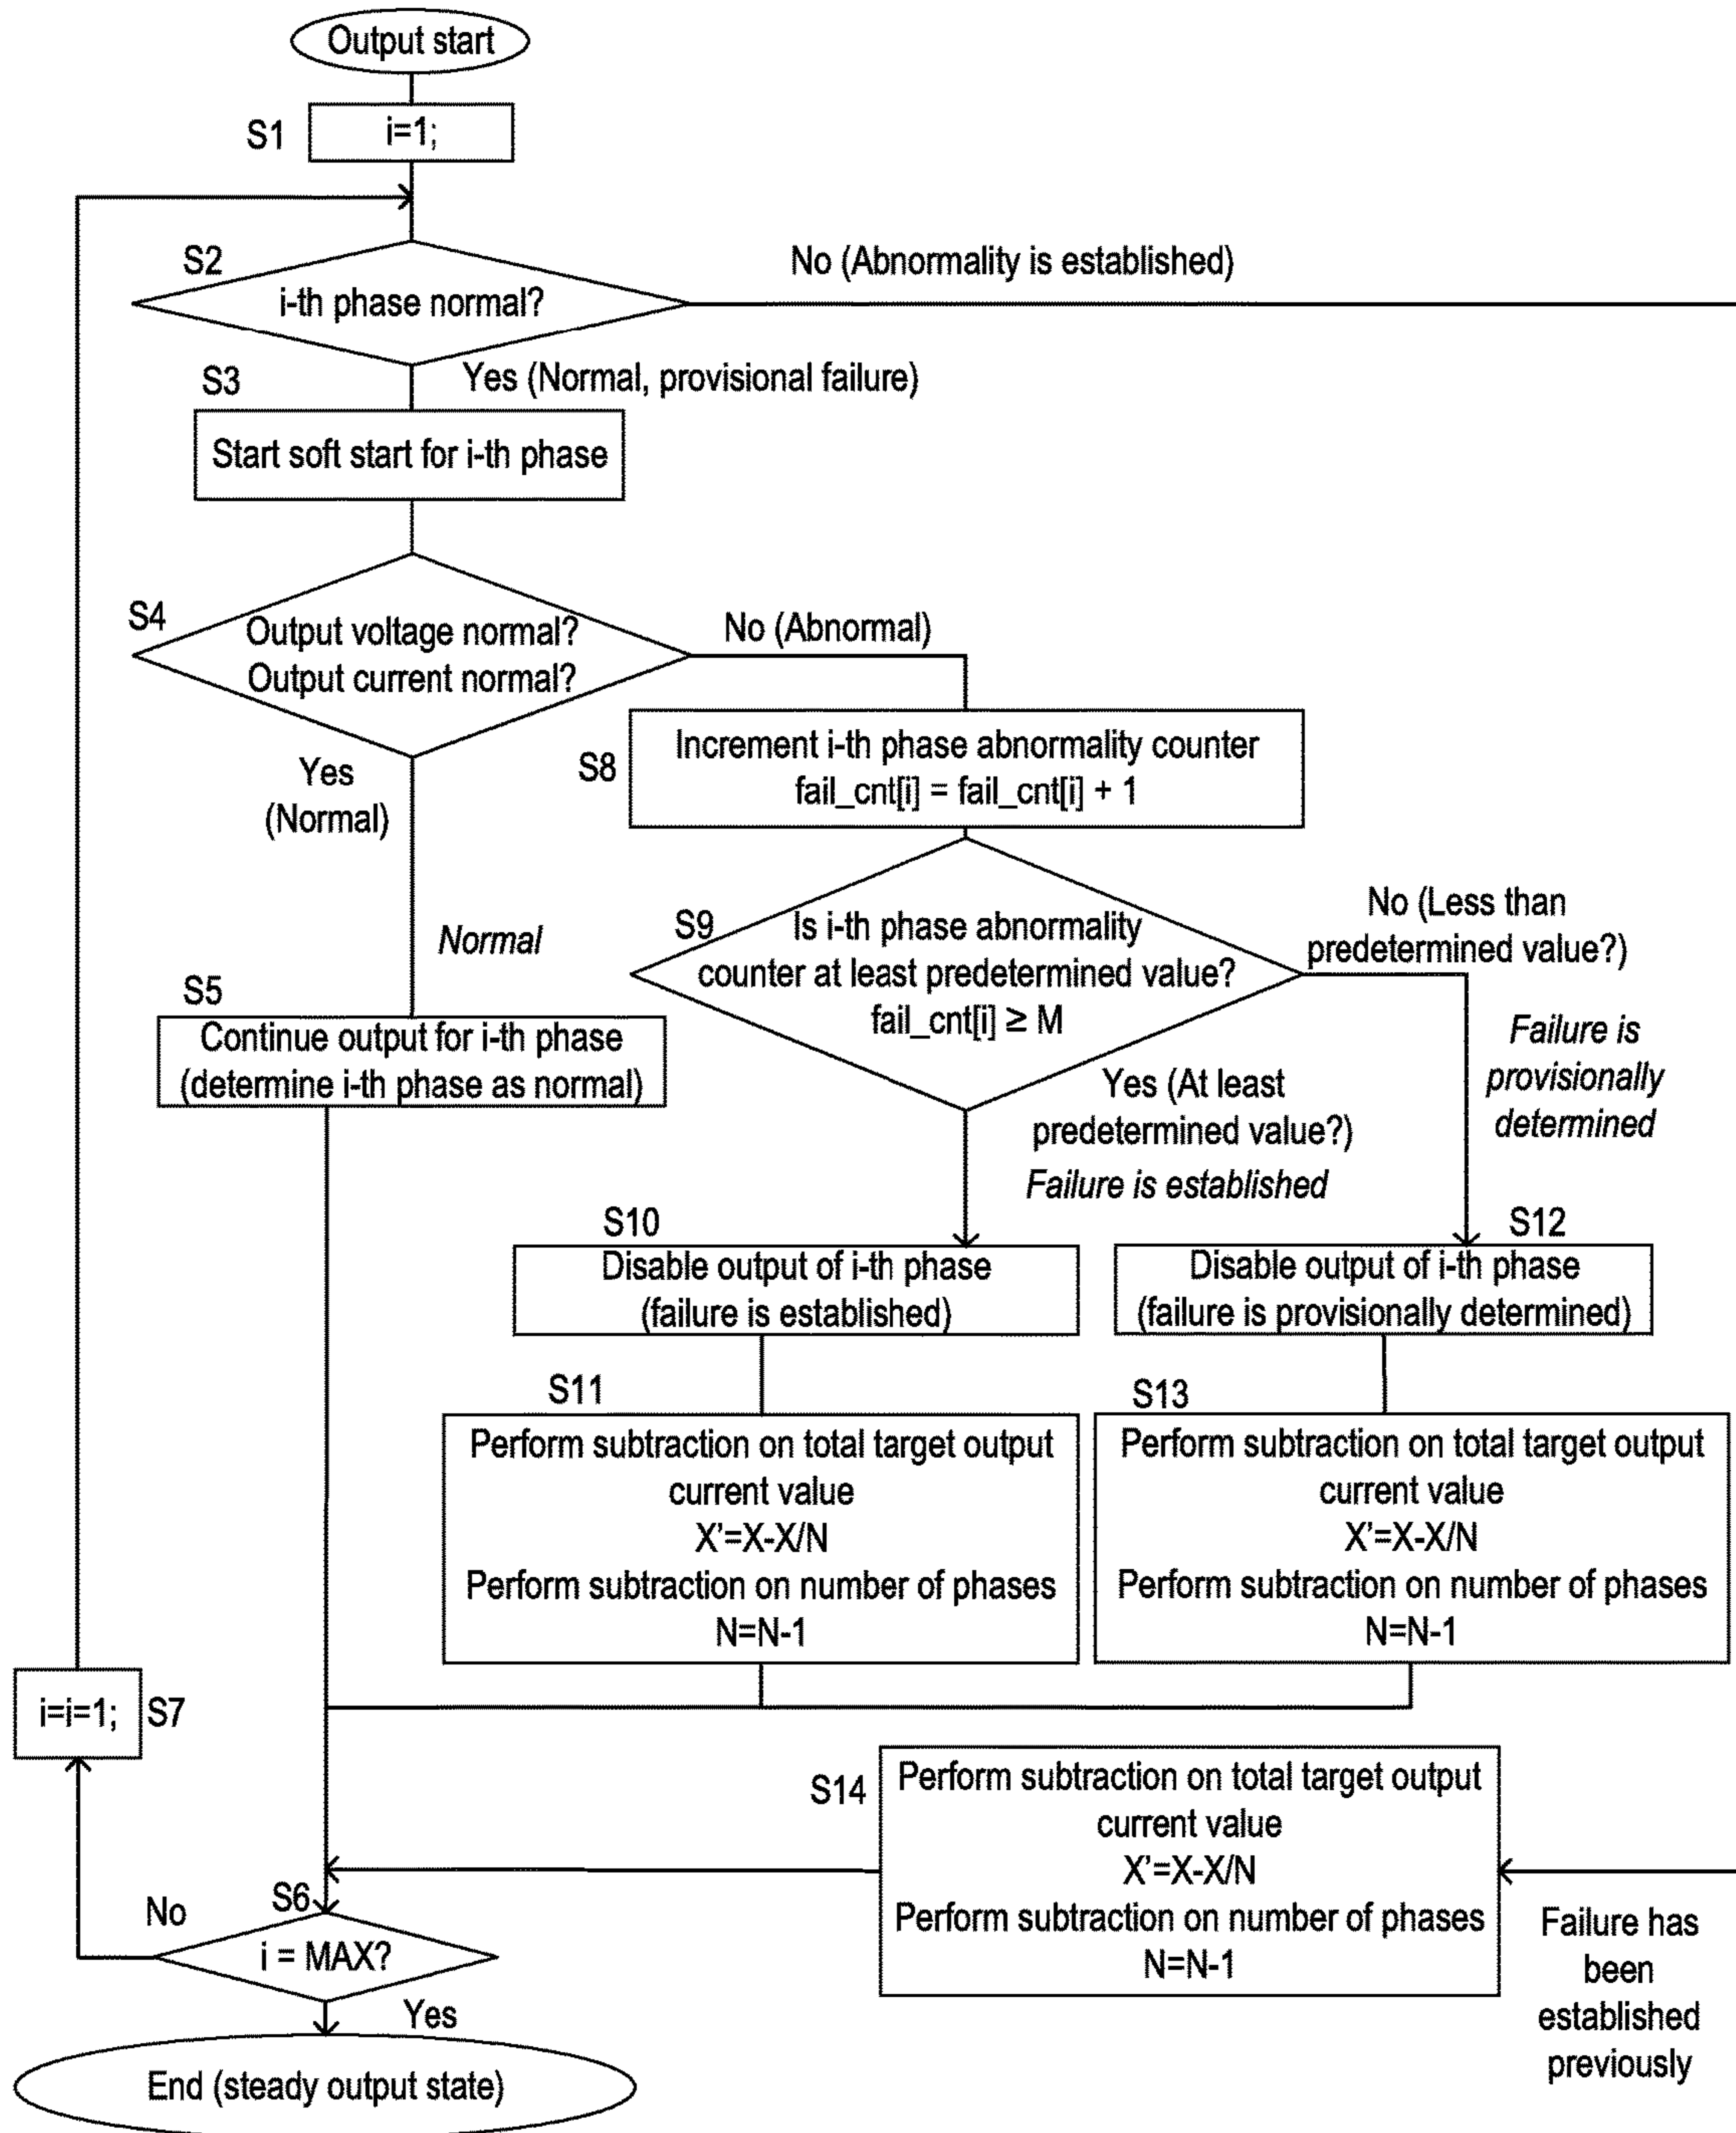 Output start
S1
i=1;
S2
i-th phase normal?
No (Abnormality is established)
Yes (Normal, provisional failure)
S3
Start soft start for i-th phase
S4
Output voltage normal?
Output current normal?
No (Abnormal)
Yes
(Normal)
S8
Increment i-th phase abnormality counter
fail_cnt[i] = fail_cnt[i] + 1
Normal
S9
Is i-th phase abnormality
counter at least predetermined value?
fail_cnt[i] ≥ M
No (Less than
predetermined value?)
Failure is
provisionally
determined
Yes (At least
predetermined value?)
Failure is established
S5
Continue output for i-th phase
(determine i-th phase as normal)
S10
Disable output of i-th phase
(failure is established)
S12
Disable output of i-th phase
(failure is provisionally determined)
S11
Perform subtraction on total target output
current value
X'=X-X/N
Perform subtraction on number of phases
N=N-1
S13
Perform subtraction on total target output
current value
X'=X-X/N
Perform subtraction on number of phases
N=N-1
i=i=1;
S7
S14
Perform subtraction on total target output
current value
X'=X-X/N
Perform subtraction on number of phases
N=N-1
Failure has
been
established
previously
No
S6
i = MAX?
Yes
End (steady output state)